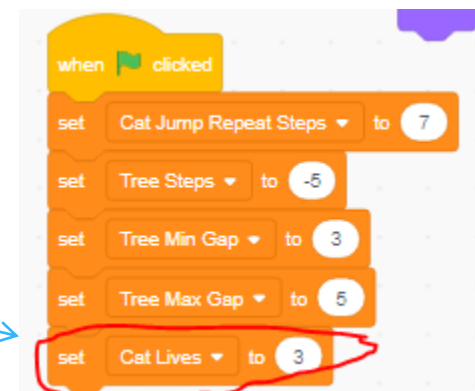 when clicked
set Cat Jump Repeat Steps to 7
set Tree Steps to -5
set Tree Min Gap to 3
set Tree Max Gap to 5
set Cat Lives to 3